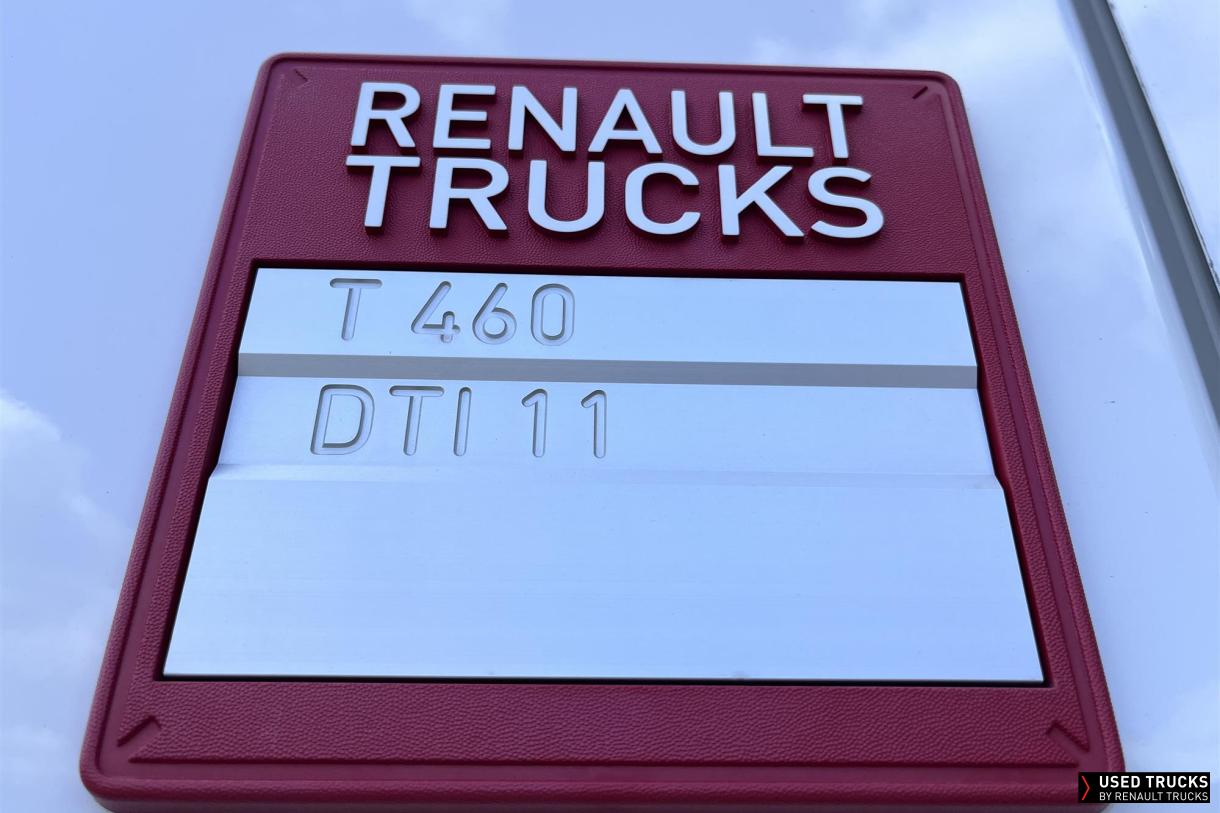 RENAULT
TRUCKS
T 460
DTI 11
USED TRUCKS
BY RENAULT TRUCKS